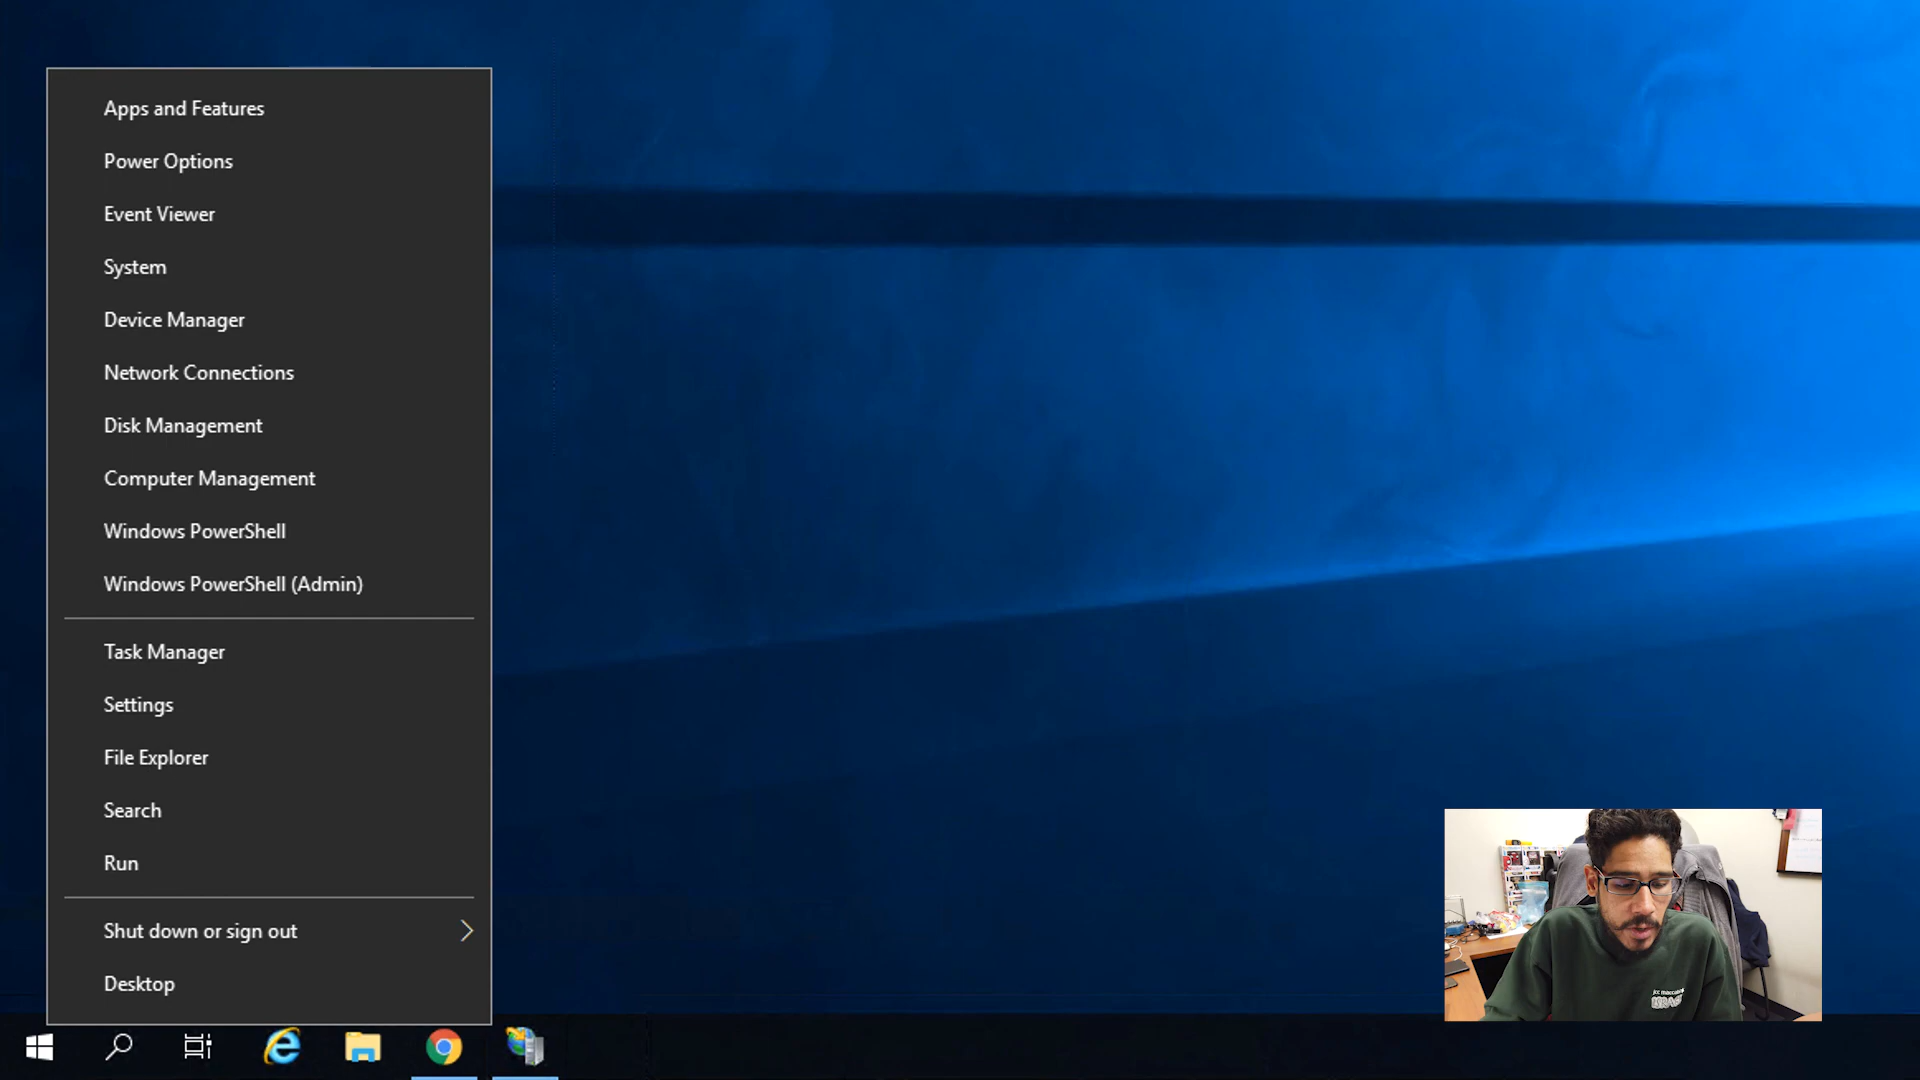 Apps and Features
Power Options
Event Viewer
System
Device Manager
Network Connections
Disk Management
Computer Management
Windows PowerShell
Windows PowerShell (Admin)
Task Manager
Settings
File Explorer
Search
Run
Shut down or sign out
Desktop